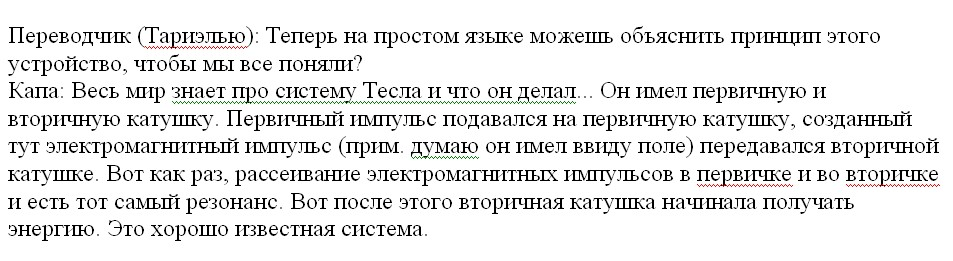 Переводчик (Тариэлью): Теперь на простом языке можешь объяснить принцип этого
устройство, чтобы мы все поняли?
Капа: Весь мир знает про систему Тесла и что он делал... Он имел первичную и
вторичную катушку. Первичный импульс подавался на первичную катушку, созданный
тут электромагнитный импульс (прим. думаю он имел ввиду поле) передавался вторичной
катушке. Вот как раз, рассеивание электромагнитных импульсов в первичке и во вторичке
и есть тот самый резонанс. Вот после этого вторичная катушка начинала получать
энергию. Это хорошо известная система.